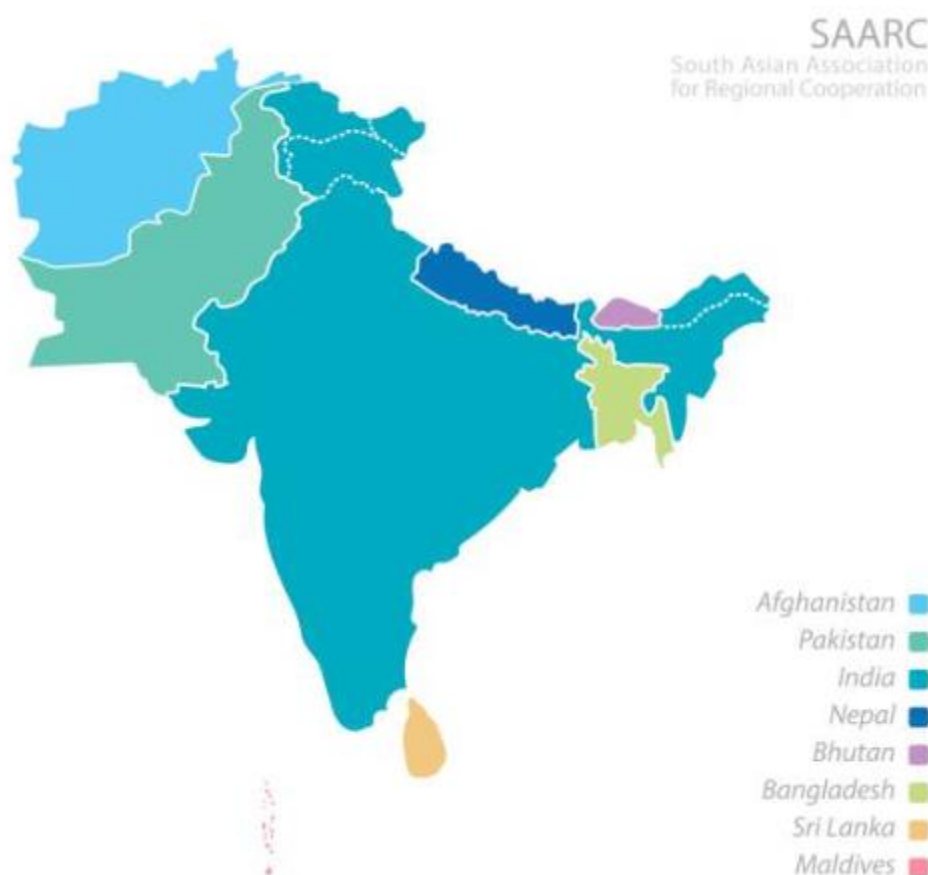 SAARC
South Asian Association
for Regional Cooperation
Afghanistan
Pakistan
India
Nepal
Bhutan
Bangladesh
Sri Lanka
Maldives